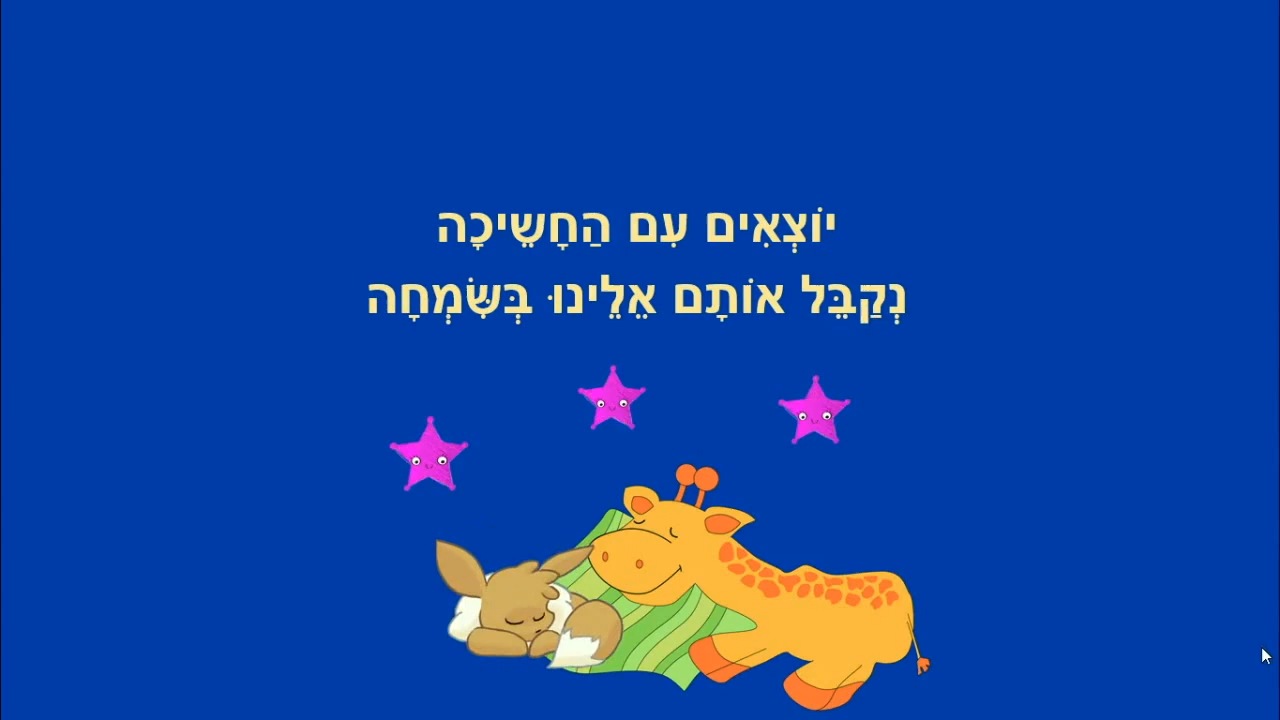 יוֹצְאִים עִם הַחָשֵׁיכָה
נְקַבֵּל אוֹתָם אֵלֵינוּ בְּשִּׂמְחָה